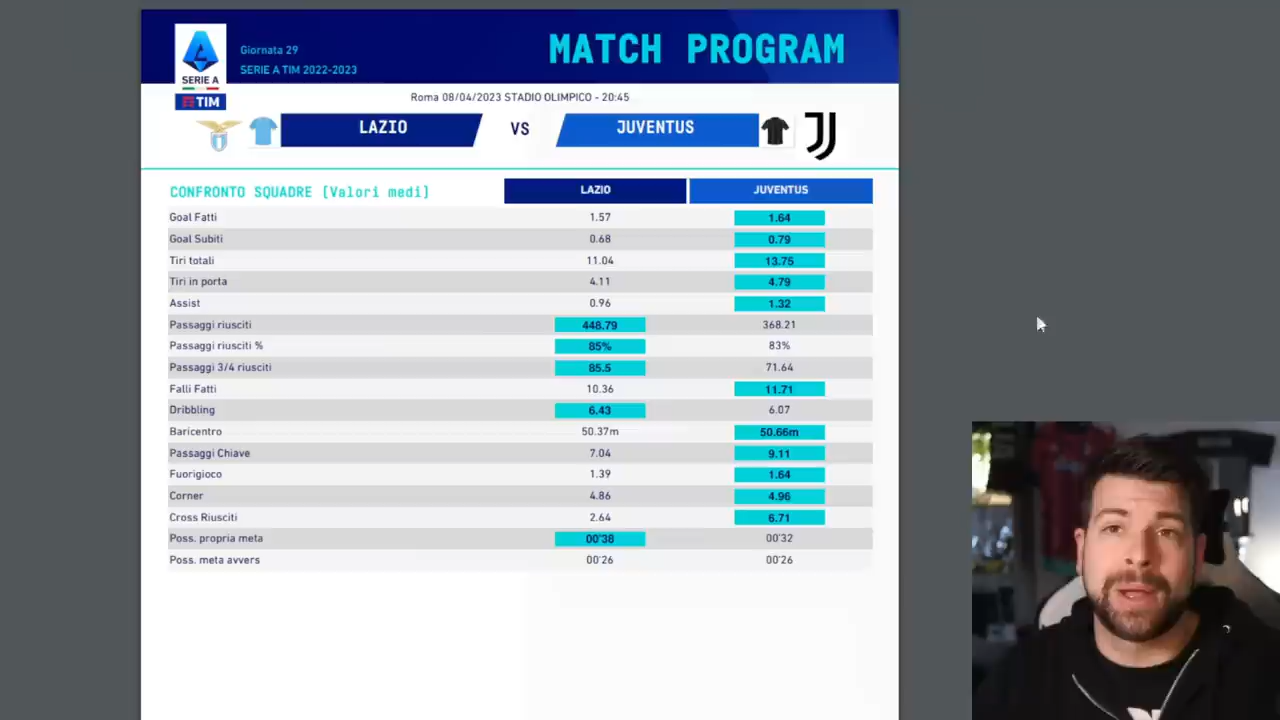 Giornata 29
MATCH PROGRAM
SERIE A TIM 2022-2023
SERIE A
TIM
Roma 08/04/2023 STADIO OLIMPICO - 20:45
LAZIO VS JUVENTUS
CONFRONTO SQUADRE [Valori medi] LAZIO JUVENTUS
Goal Fatti 1.57 1.64
Goal Subiti 0.68 0.79
Tiri totali 11.04 13.75
Tiri in porta 4.11 4.79
Assist 0.96 1.32
Passaggi riusciti 448.79 368.21
Passaggi riusciti % 85% 83%
Passaggi 3/4 riusciti 85.5 71.64
Falli Fatti 10.36 11.71
Dribbling 6.43 6.07
Baricentro 50.37m 50.66m
Passaggi Chiave 7.04 9.11
Fuorigioco 1.39 1.64
Corner 4.86 4.96
Cross Riusciti 2.64 6.71
Poss. propria meta 00'38 00'32
Poss. meta avvers 00'26 00'26